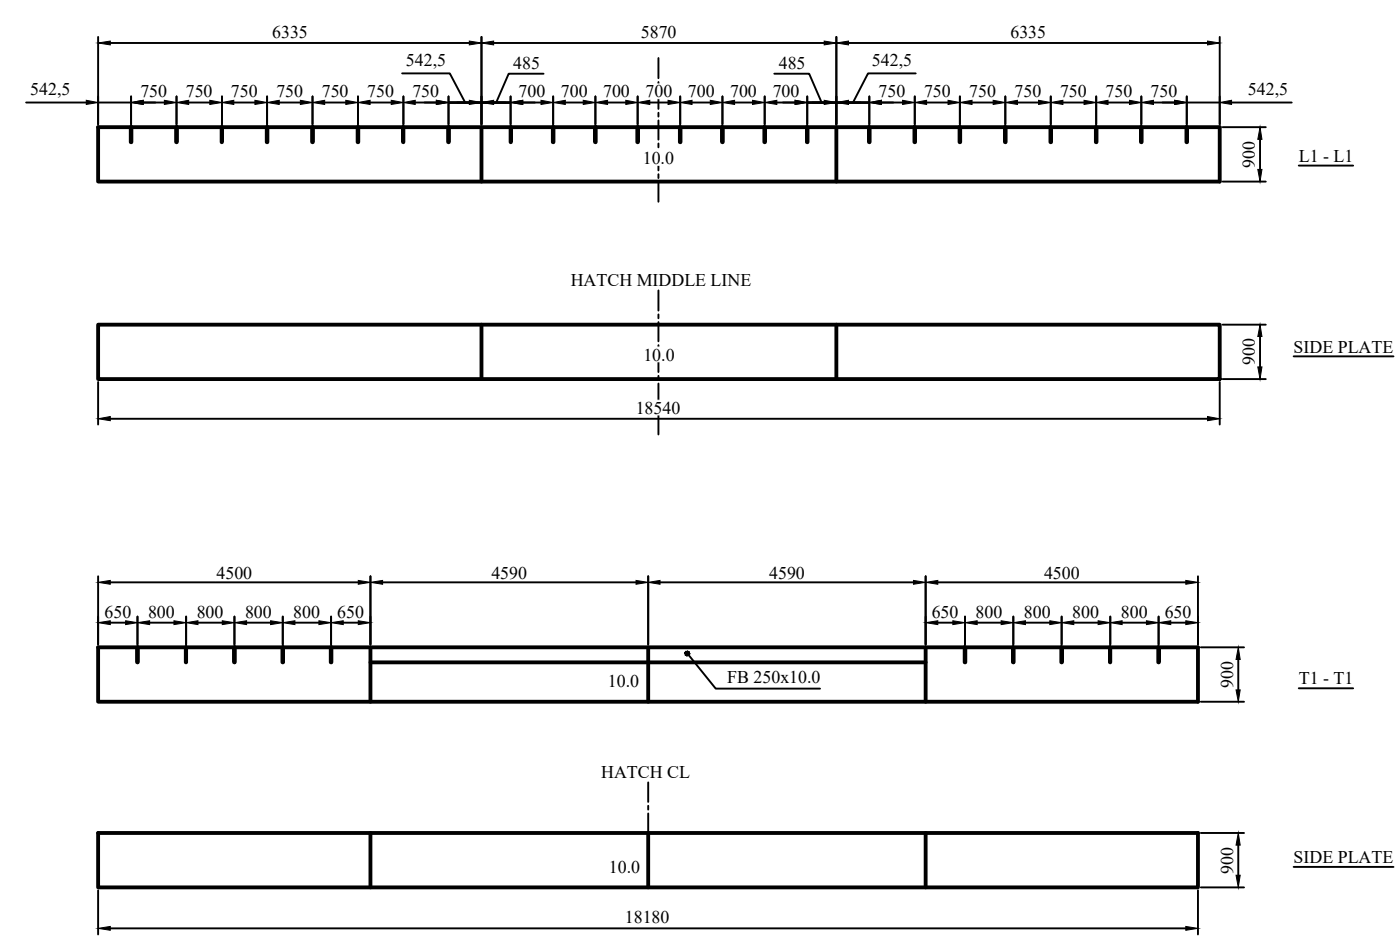 6335 5870 6335
542,5 485 485 542,5
542,5 750 750 750 750 750 750 750 700 700 700 700 700 700 700 750 750 750 750 750 750 750 542,5
10.0 900 L1 - L1
HATCH MIDDLE LINE
10.0 900 SIDE PLATE
18540
4500 4590 4590 4500
650 800 800 800 800 650 650 800 800 800 800 650
10.0 FB 250x10.0 900 T1 - T1
HATCH CL
10.0 900 SIDE PLATE
18180